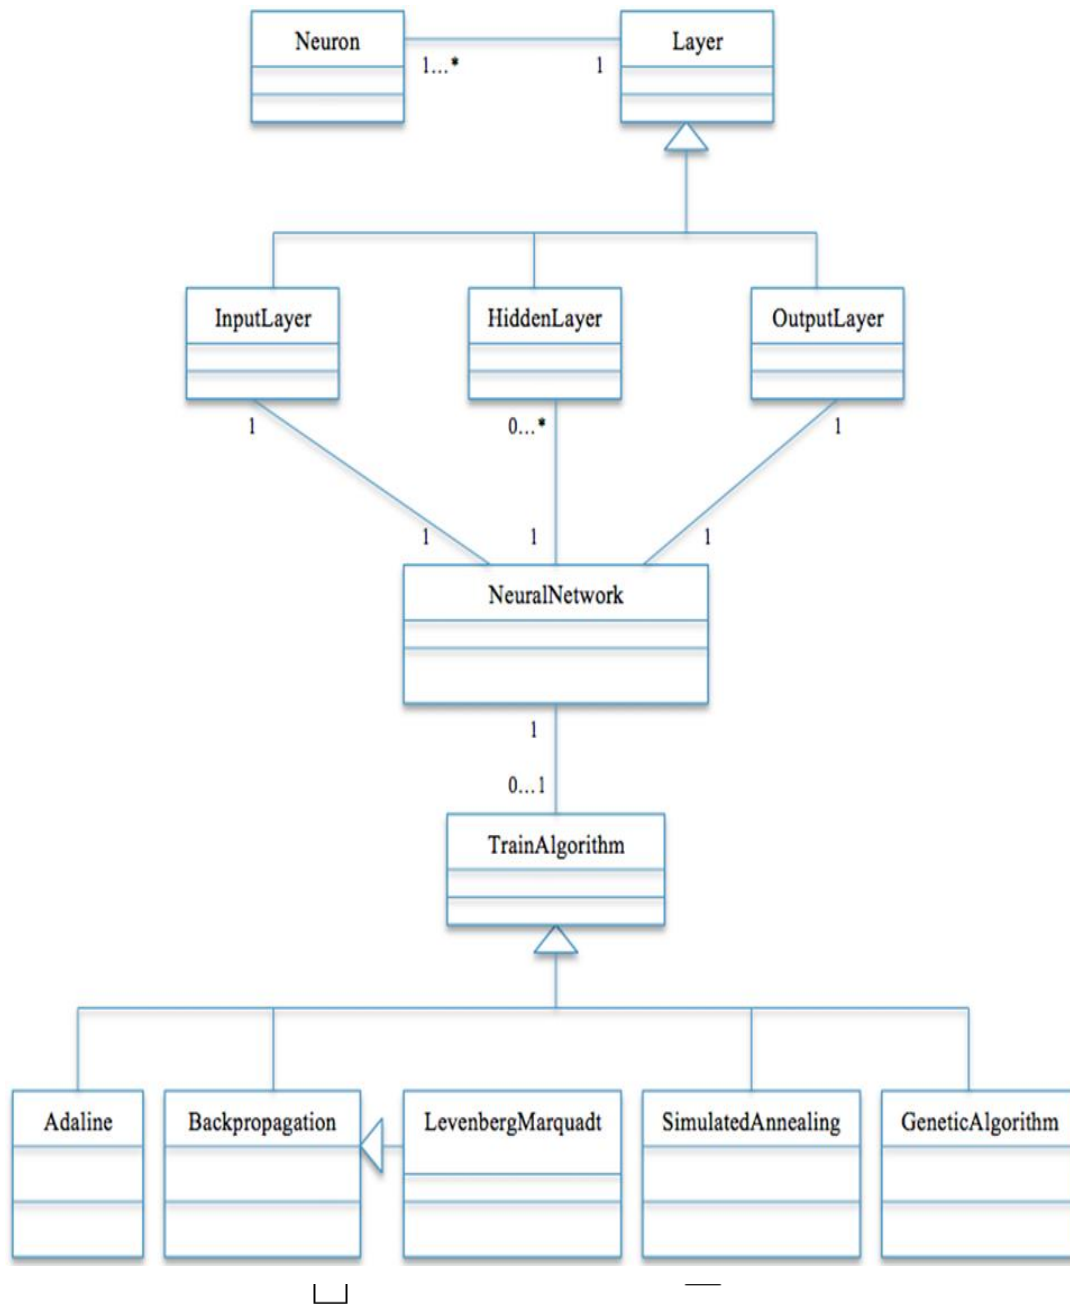 Neuron
Layer
1...*
1
InputLayer
HiddenLayer
OutputLayer
1
0...*
1
1
1
1
NeuralNetwork
1
0...1
TrainAlgorithm
Adaline
Backpropagation
LevenbergMarquadt
SimulatedAnnealing
GeneticAlgorithm